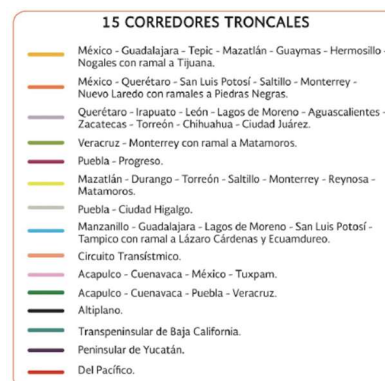 15 CORREDORES TRONCALES
México - Guadalajara - Tepic - Mazatlán - Guaymas - Hermosillo -
Nogales con ramal a Tijuana.
México - Querétaro - San Luis Potosí - Saltillo - Monterrey -
Nuevo Laredo con ramales a Piedras Negras.
Querétaro - Irapuato - León - Lagos de Moreno - Aguascalientes -
Zacatecas - Torreón - Chihuahua - Ciudad Juárez.
Veracruz - Monterrey con ramal a Matamoros.
Puebla - Progreso.
Mazatlán - Durango - Torreón - Saltillo - Monterrey - Reynosa -
Matamoros.
Puebla - Ciudad Higalgo.
Manzanillo - Guadalajara - Lagos de Moreno - San Luis Potosí -
Tampico con ramal a Lázaro Cárdenas y Ecuamdureo.
Circuito Transístmico.
Acapulco - Cuenavaca - México - Tuxpam.
Acapulco - Cuenavaca - Puebla - Veracruz.
Altiplano.
Transpeninsular de Baja California.
Peninsular de Yucatán.
Del Pacífico.